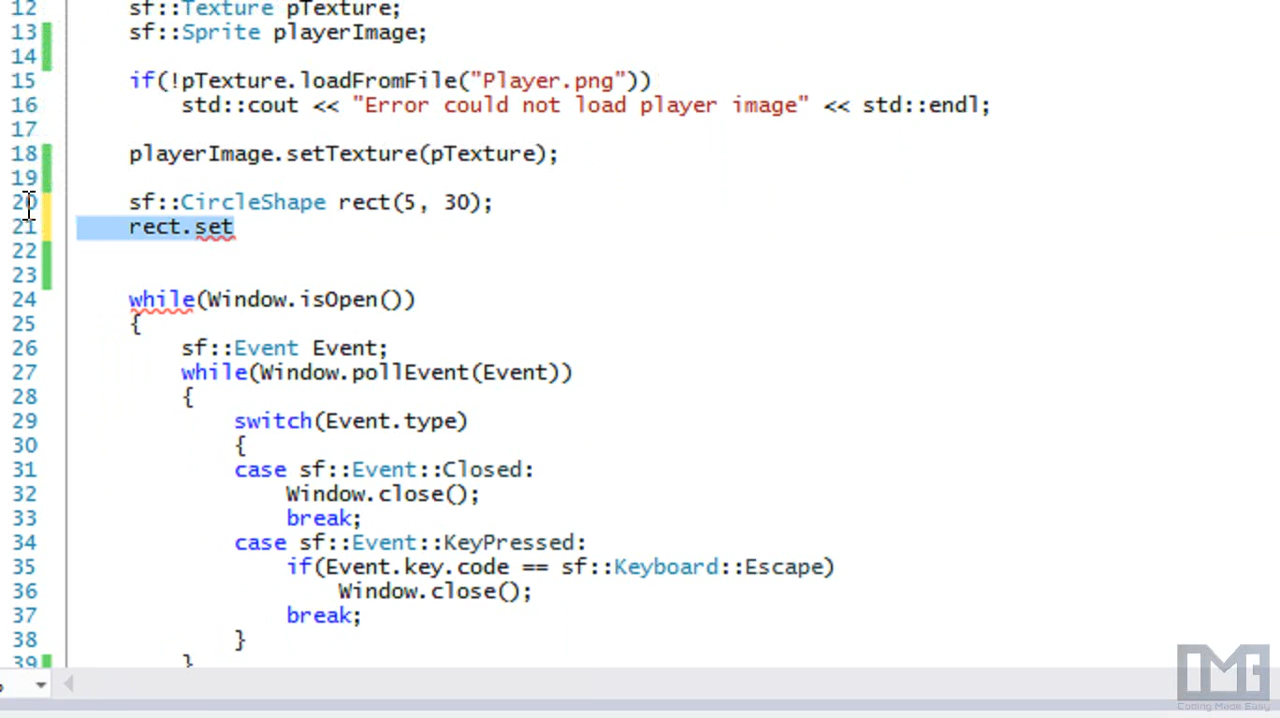 12 sf::Texture pTexture;
13 sf::Sprite playerImage;
14
15 if(!pTexture.loadFromFile("Player.png"))
16 std::cout << "Error could not load player image" << std::endl;
17
18 playerImage.setTexture(pTexture);
19
20 sf::CircleShape rect(5, 30);
21 rect.set
22
23
24 while(Window.isOpen())
25 {
26 sf::Event Event;
27 while(Window.pollEvent(Event))
28 {
29 switch(Event.type)
30 {
31 case sf::Event::Closed:
32 Window.close();
33 break;
34 case sf::Event::KeyPressed:
35 if(Event.key.code == sf::Keyboard::Escape)
36 Window.close();
37 break;
38 }
39 }
CMG
Coding Made Easy